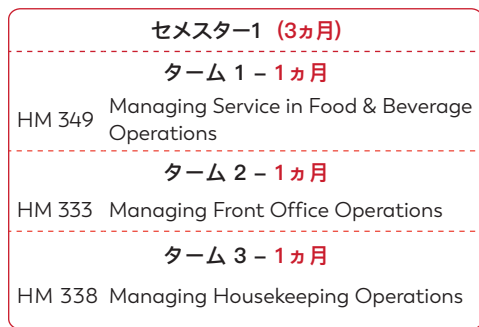 セメスター1 (3ヵ月)
ターム 1 – 1ヵ月
HM 349 Managing Service in Food & Beverage
Operations
ターム 2 – 1ヵ月
HM 333 Managing Front Office Operations
ターム 3 – 1ヵ月
HM 338 Managing Housekeeping Operations